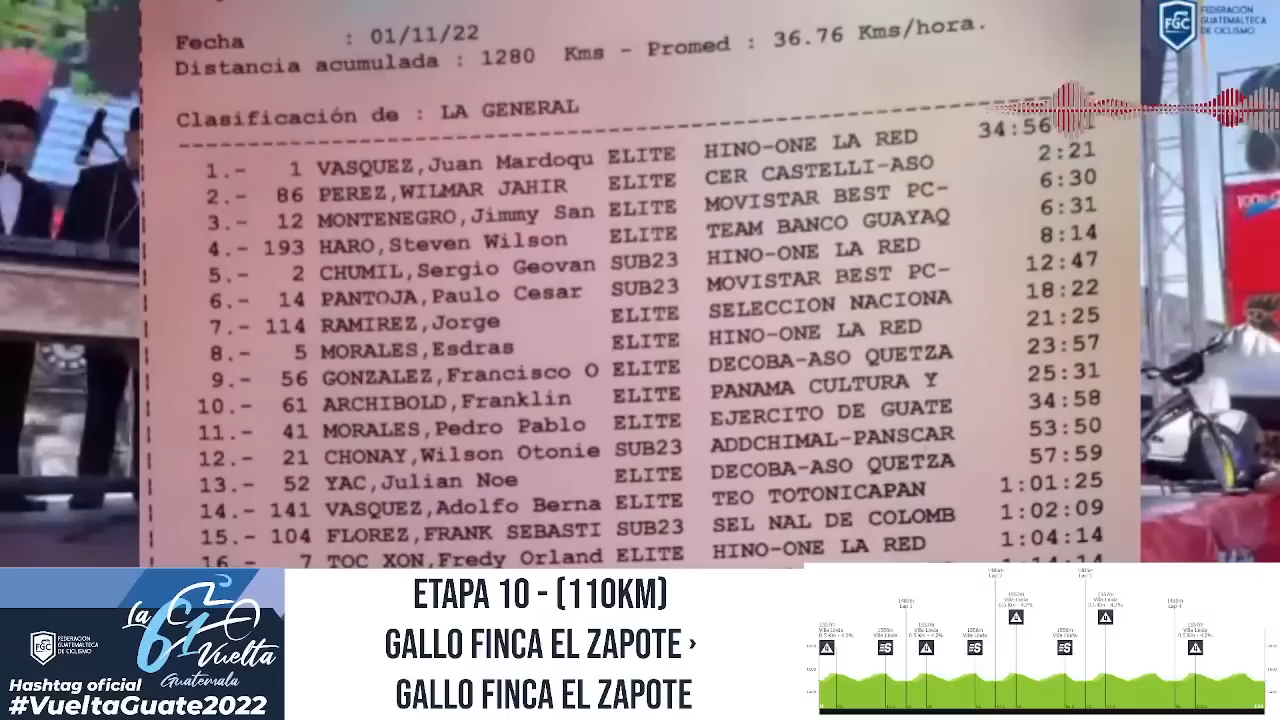 Fecha : 01/11/22
Distancia acumulada : 1280 Kms - Promed : 36.76 Kms/hora.
Clasificación de : LA GENERAL
1.- 1 VASQUEZ,Juan Mardoqu ELITE HINO-ONE LA RED 34:56
2.- 86 PEREZ,WILMAR JAHIR ELITE CER CASTELLI-ASO 2:21
3.- 12 MONTENEGRO,Jimmy San ELITE MOVISTAR BEST PC- 6:30
4.- 193 HARO,Steven Wilson ELITE TEAM BANCO GUAYAQ 6:31
5.- 2 CHUMIL,Sergio Geovan SUB23 HINO-ONE LA RED 8:14
6.- 14 PANTOJA,Paulo Cesar SUB23 MOVISTAR BEST PC- 12:47
7.- 114 RAMIREZ,Jorge ELITE SELECCION NACIONA 18:22
8.- 5 MORALES,Esdras ELITE HINO-ONE LA RED 21:25
9.- 56 GONZALEZ,Francisco O ELITE DECOBA-ASO QUETZA 23:57
10.- 61 ARCHIBOLD,Franklin ELITE PANAMA CULTURA Y 25:31
11.- 41 MORALES,Pedro Pablo ELITE EJERCITO DE GUATE 34:58
12.- 21 CHONAY,Wilson Otonie SUB23 ADDCHIMAL-PANSCAR 53:50
13.- 52 YAC,Julian Noe ELITE DECOBA-ASO QUETZA 57:59
14.- 141 VASQUEZ,Adolfo Berna ELITE TEO TOTONICAPAN 1:01:25
15.- 104 FLOREZ,FRANK SEBASTI SUB23 SEL NAL DE COLOMB 1:02:09
16.- 7 TOC XON,Fredy Orland ELITE HINO-ONE LA RED 1:04:14
FGC FEDERACIÓN
GUATEMALTECA
DE CICLISMO
FEDERACIÓN
GUATEMALTECA
DE CICLISMO
La 61 Vuelta
Guatemala
Hashtag oficial
#VueltaGuate2022
ETAPA 10 - (110KM)
GALLO FINCA EL ZAPOTE ›
GALLO FINCA EL ZAPOTE